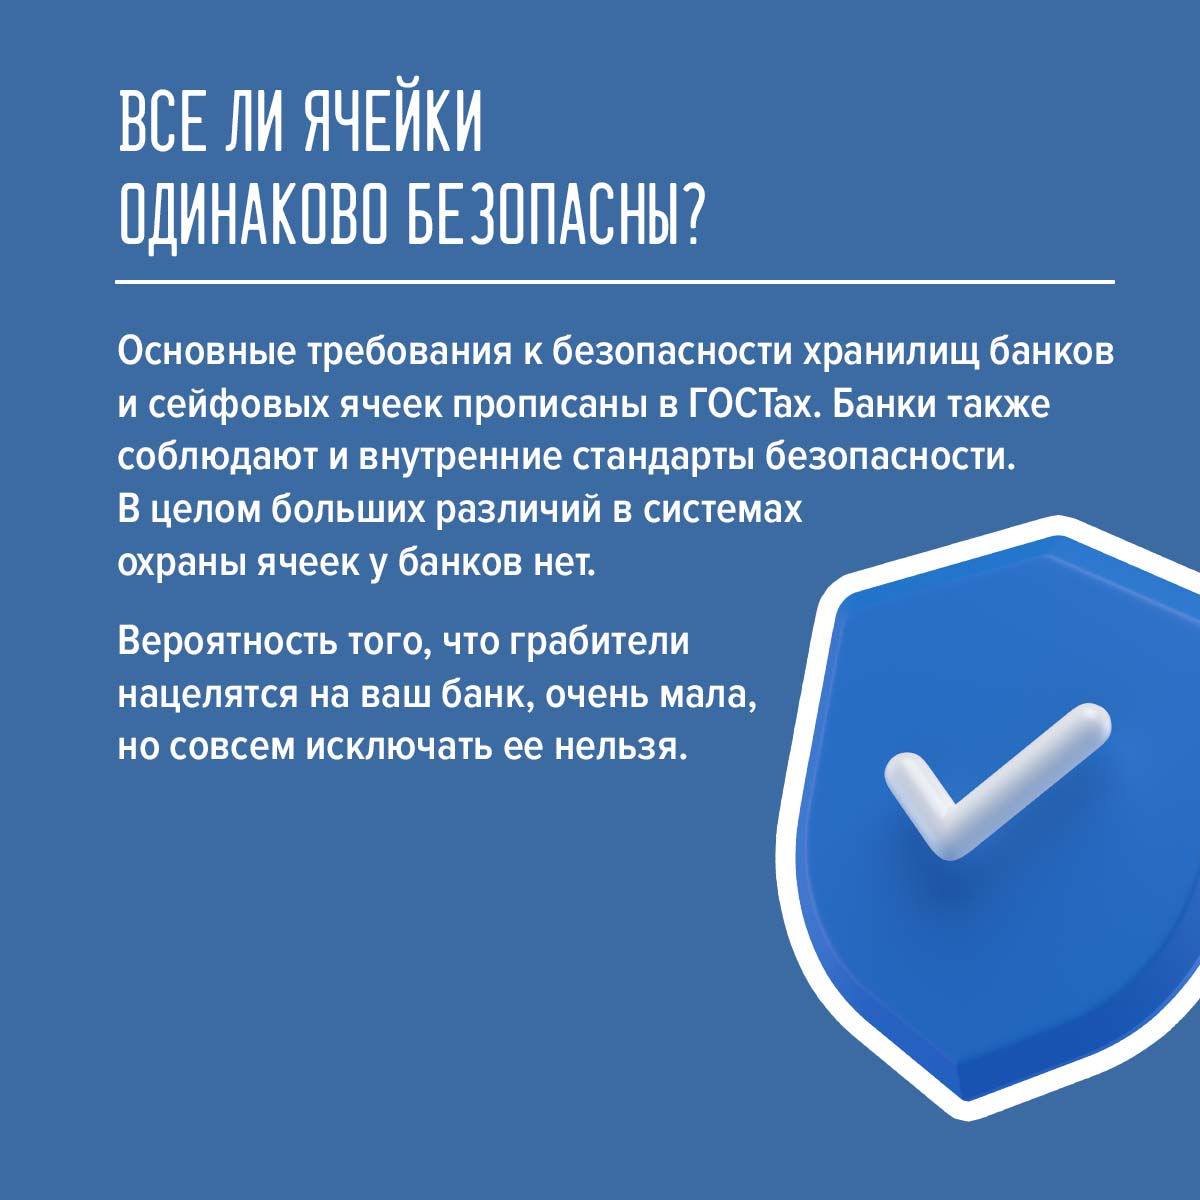 ВСЕ ЛИ ЯЧЕЙКИ
ОДИНАКОВО БЕЗОПАСНЫ?
Основные требования к безопасности хранилищ банков
и сейфовых ячеек прописаны в ГОСТах. Банки также
соблюдают и внутренние стандарты безопасности.
В целом больших различий в системах
охраны ячеек у банков нет.
Вероятность того, что грабители
нацелятся на ваш банк, очень мала,
но совсем исключать ее нельзя.